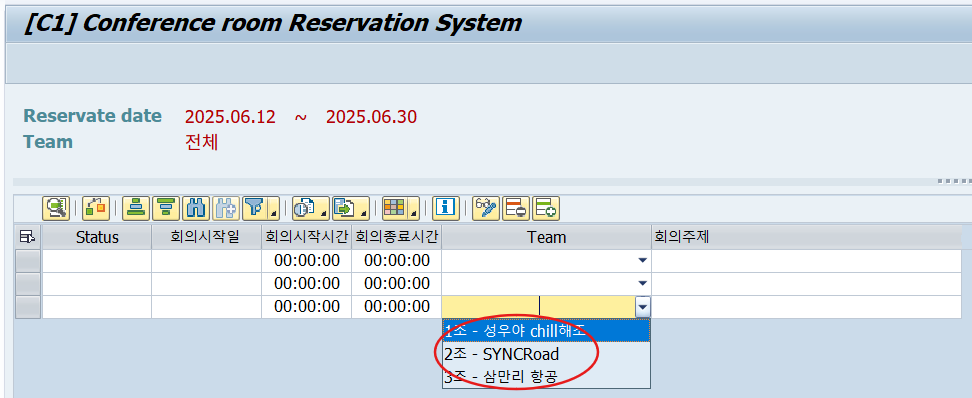 [C1] Conference room Reservation System
Reservate date 2025.06.12 ~ 2025.06.30
Team 전체
Status 회의시작일 회의시작시간 회의종료시간 Team 회의주제
00:00:00 00:00:00
00:00:00 00:00:00
00:00:00 00:00:00
1조 - 성우야 chill해조
2조 - SYNCRoad
3조 - 삼만리 항공